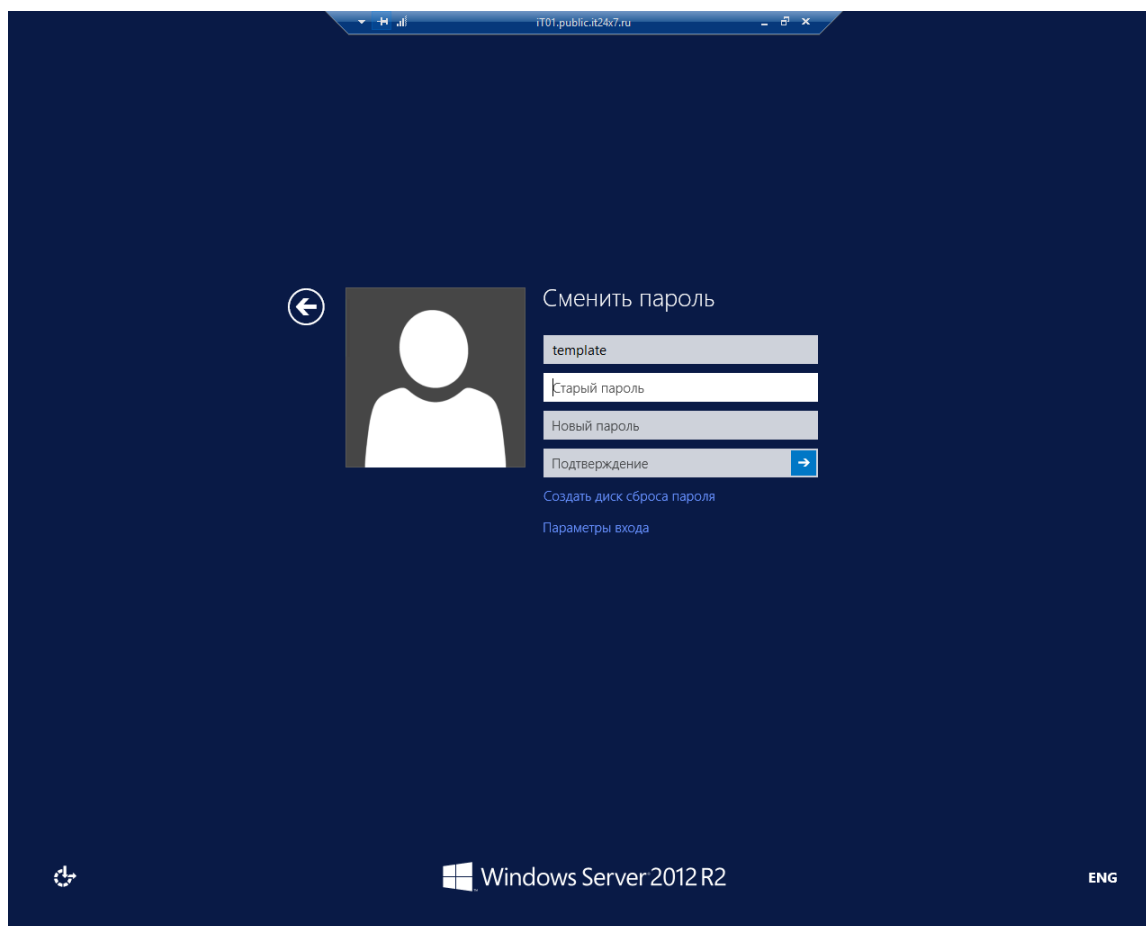 iT01.public.it24x7.ru
Сменить пароль
template
Старый пароль
Новый пароль
Подтверждение
Создать диск сброса пароля
Параметры входа
Windows Server 2012 R2
ENG